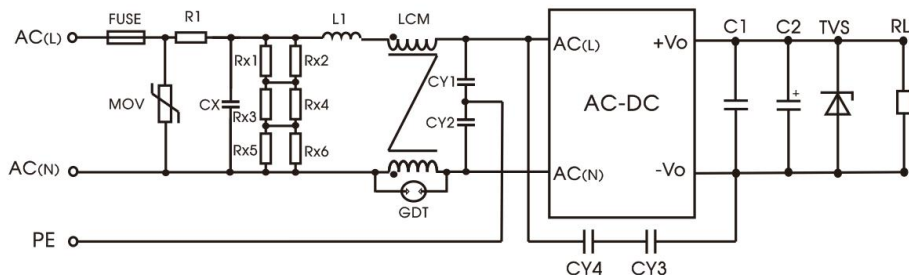 FUSE R1 L1 LCM C1 C2 TVS RL
AC(L) AC(L) +Vo
Rx1 Rx2
CY1
MOV CX Rx3 Rx4 AC-DC +
CY2
Rx5 Rx6
AC(N) AC(N) -Vo
GDT
PE
CY4 CY3